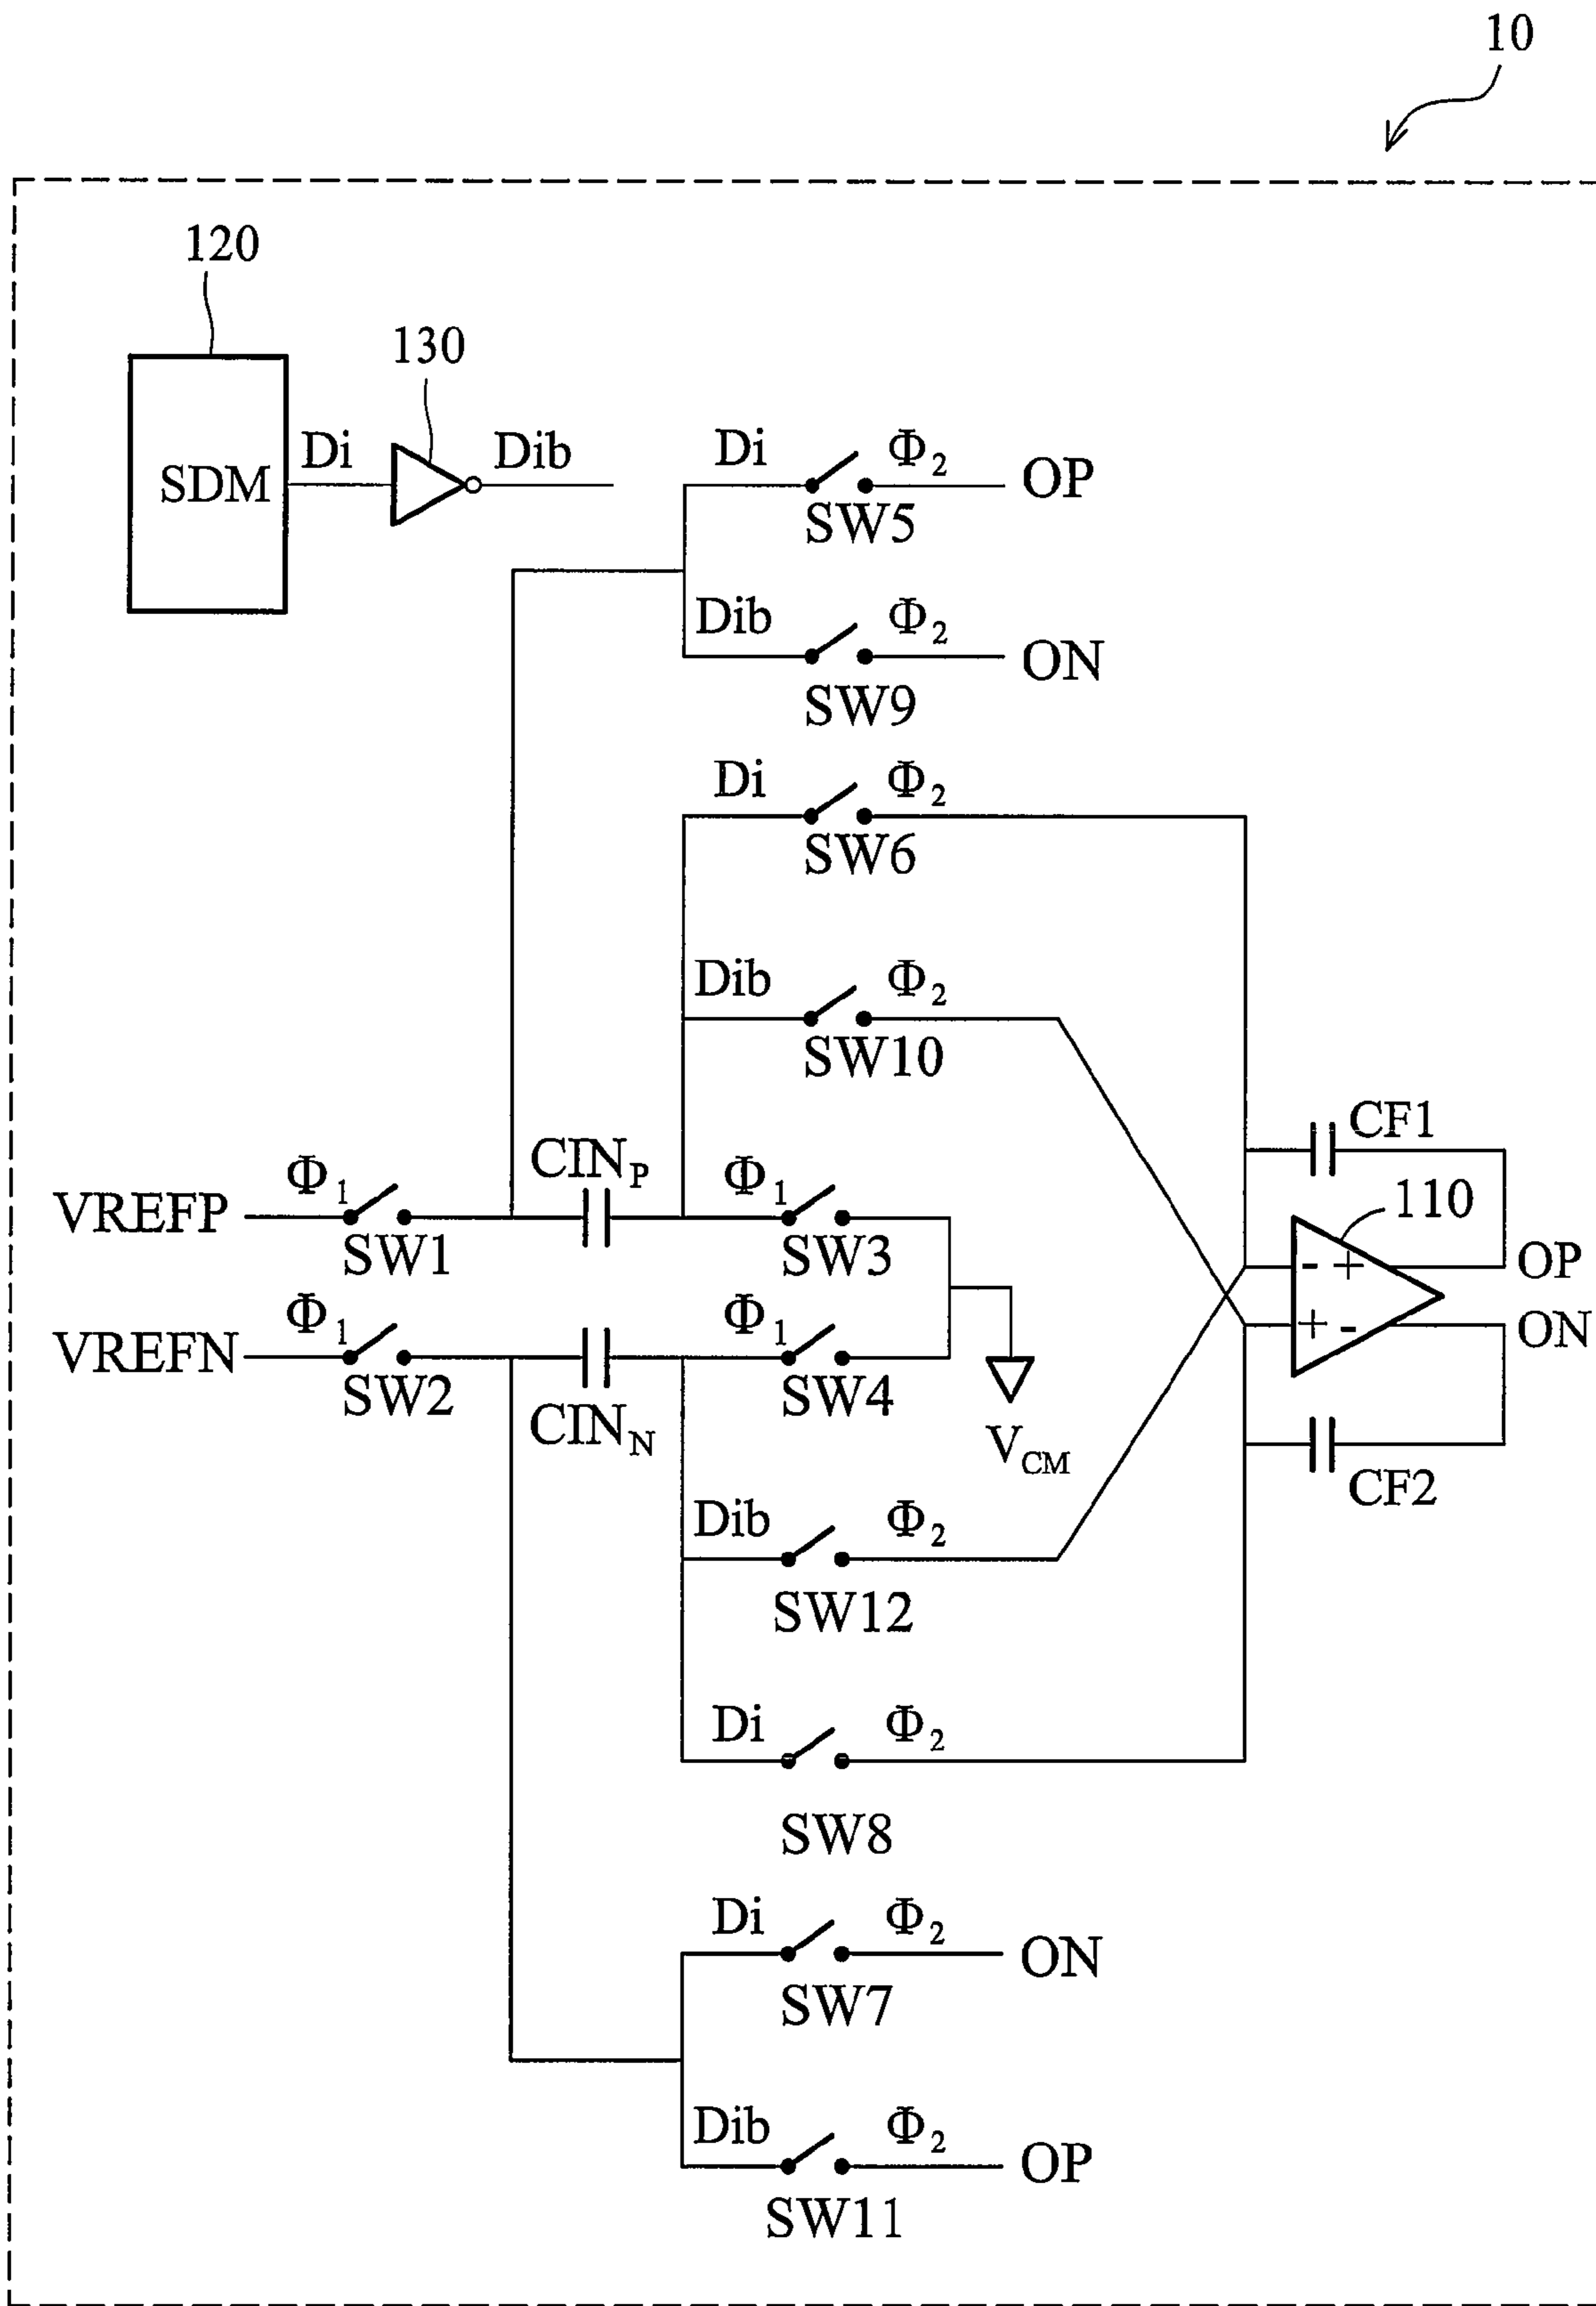 10
120
130
SDM
Di
Dib
Di
Φ2
OP
SW5
Dib
Φ2
ON
SW9
Di
Φ2
SW6
Dib
Φ2
SW10
CF1
VREFP
Φ1
SW1
CINP
Φ1
SW3
110
- +
OP
VREFN
Φ1
SW2
CINN
Φ1
SW4
+ -
ON
VCM
CF2
Dib
Φ2
SW12
Di
Φ2
SW8
Di
Φ2
ON
SW7
Dib
Φ2
OP
SW11